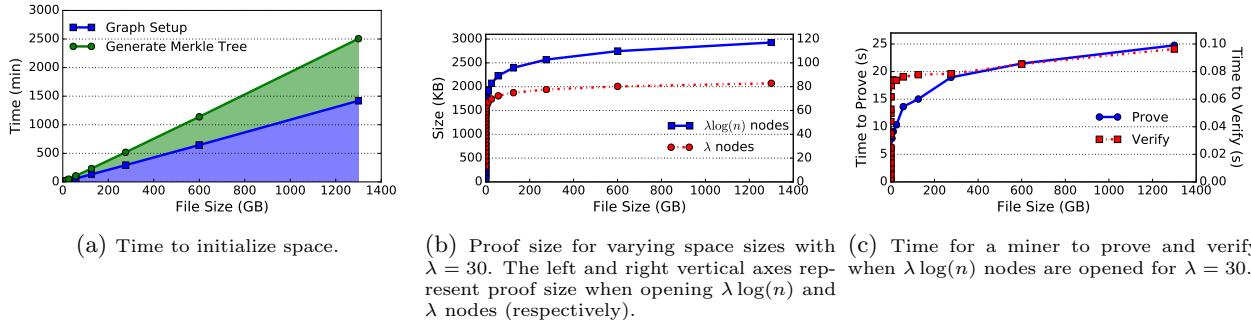 3000
2500
2000
1500
1000
500
0
Time (min)
Graph Setup
Generate Merkle Tree
0 200 400 600 800 1000 1200 1400
File Size (GB)
(a) Time to initialize space.
3000
2500
2000
1500
1000
500
0
Size (KB)
120
100
80
60
40
20
0
λlog(n) nodes
λ nodes
0 200 400 600 800 1000 1200 1400
File Size (GB)
(b) Proof size for varying space sizes with
λ = 30. The left and right vertical axes rep-
resent proof size when opening λ log(n) and
λ nodes (respectively).
25
20
15
10
5
0
Time to Prove (s)
0.10
0.08
0.06
0.04
0.02
0.00
Time to Verify (s)
Prove
Verify
0 200 400 600 800 1000 1200 1400
File Size (GB)
(c) Time for a miner to prove and verify
when λ log(n) nodes are opened for λ = 30.